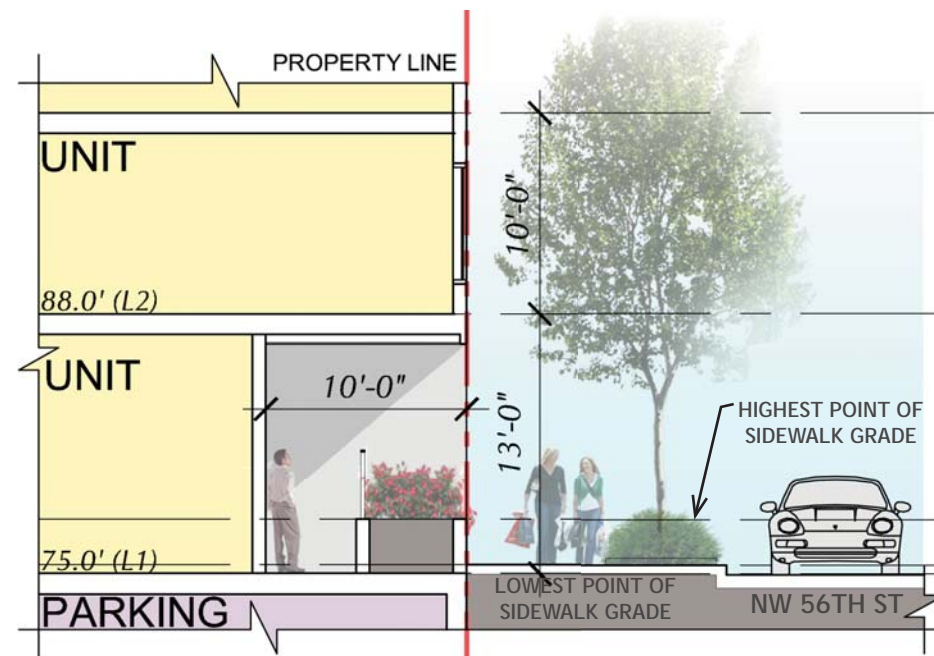 PROPERTY LINE
UNIT
10'-0"
88.0' (L2)
UNIT
10'-0"
13'-0"
HIGHEST POINT OF
SIDEWALK GRADE
75.0' (L1)
PARKING
LOWEST POINT OF
SIDEWALK GRADE
NW 56TH ST